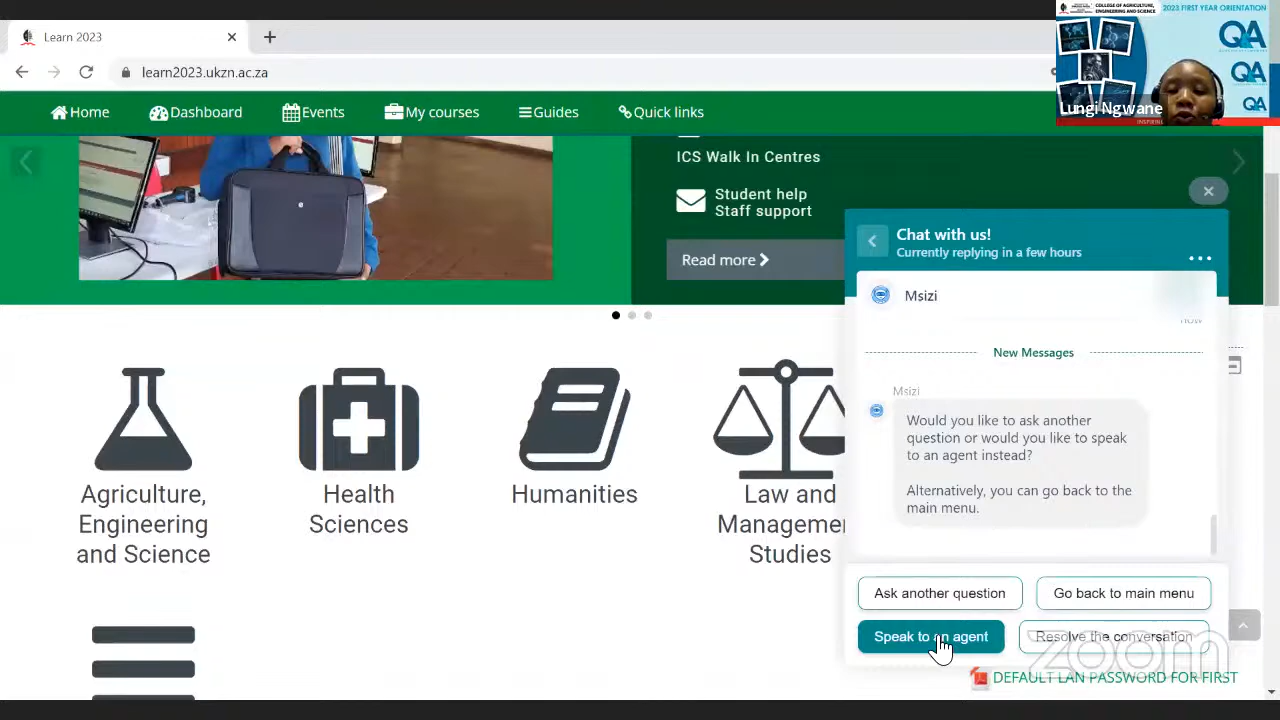 Learn 2023
learn2023.ukzn.ac.za
COLLEGE OF AGRICULTURE,
ENGINEERING AND SCIENCE
2023 FIRST YEAR ORIENTATION
QA
QA
QA
Lungi Ngwane
Home
Dashboard
Events
My courses
Guides
Quick links
ICS Walk In Centres
Student help
Staff support
Read more
Chat with us!
Currently replying in a few hours
Msizi
New Messages
Msizi
Would you like to ask another
question or would you like to speak
to an agent instead?
Alternatively, you can go back to the
main menu.
Ask another question
Go back to main menu
Speak to an agent
Resolve the conversation
Agriculture,
Engineering
and Science
Health
Sciences
Humanities
Law and
Managemen
Studies
zoom
DEFAULT LAN PASSWORD FOR FIRST